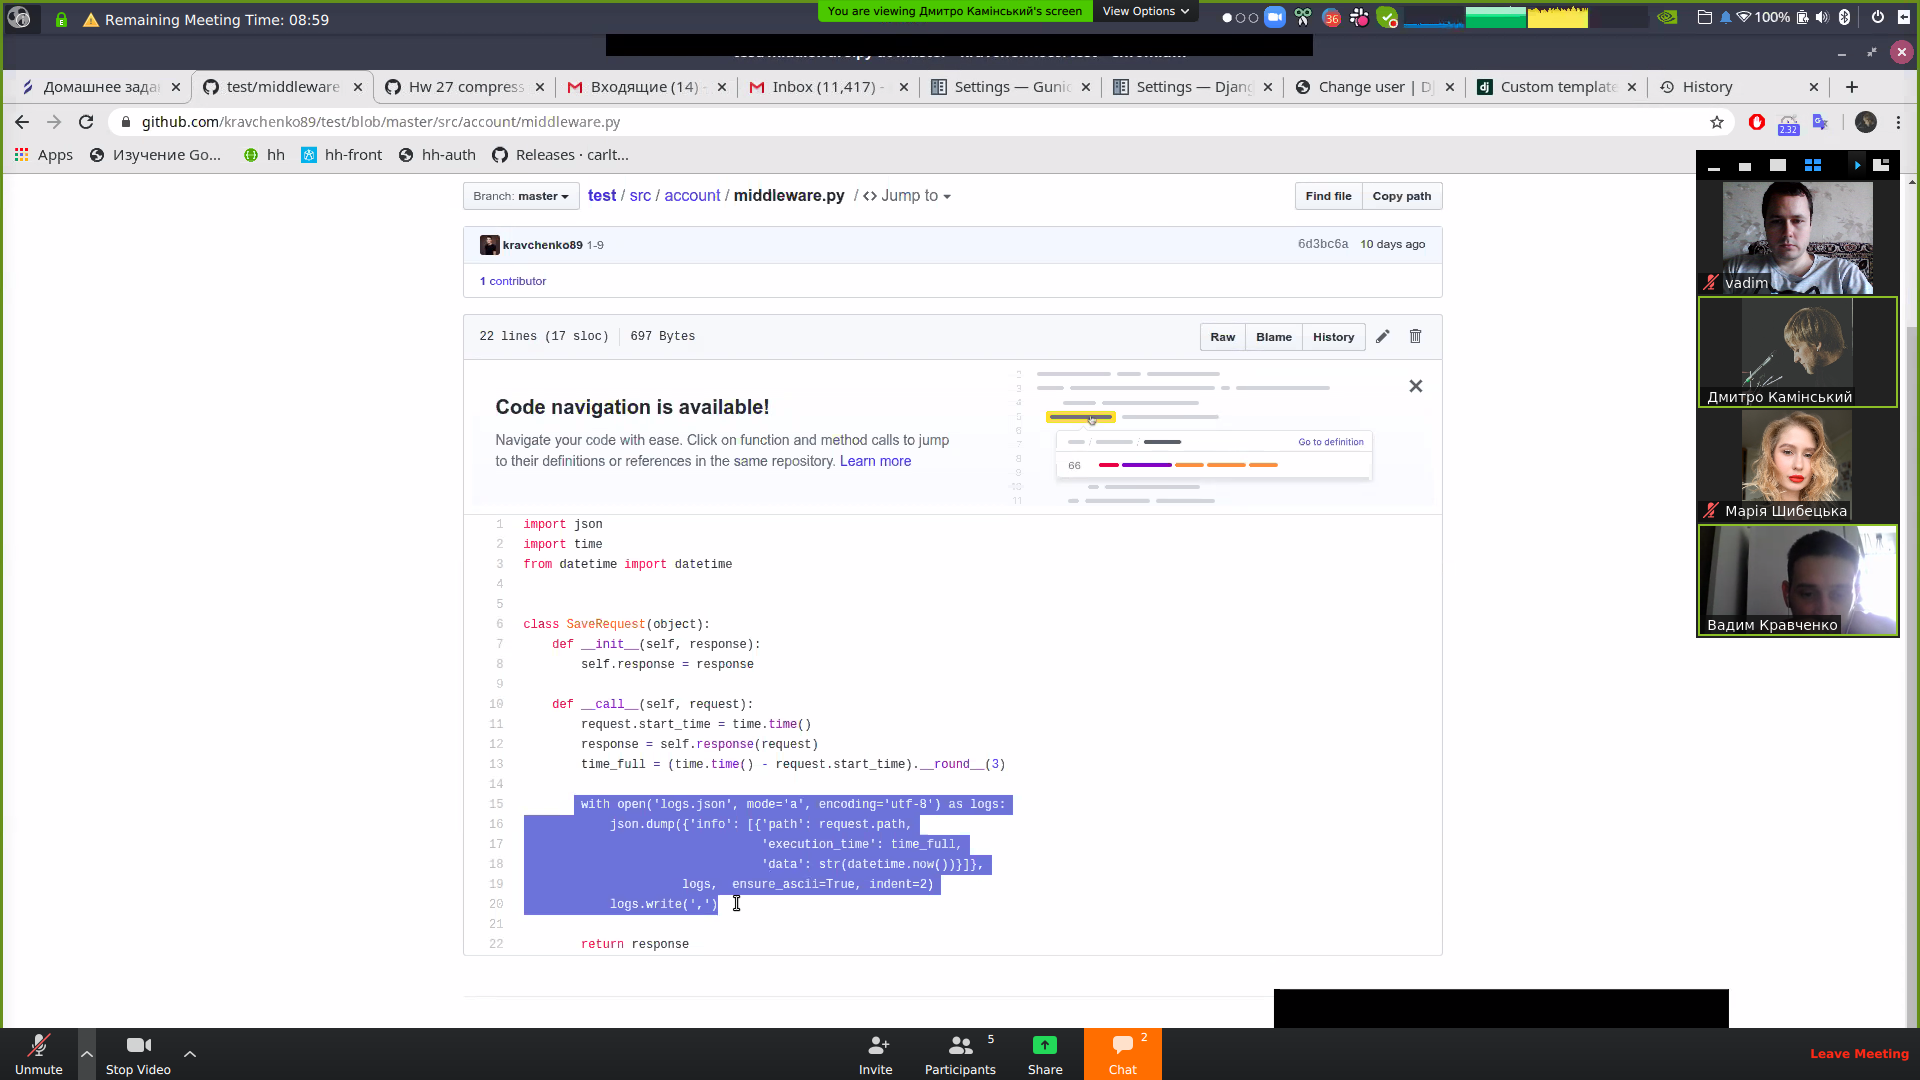 Remaining Meeting Time: 08:59
You are viewing Дмитро Камінський's screen
View Options
36
100%
Домашнее зада
test/middleware
Hw 27 compress
Входящие (14) -
Inbox (11,417) -
Settings — Gunic
Settings — Djang
Change user | D
Custom template
History
github.com/kravchenko89/test/blob/master/src/account/middleware.py
2.32
Apps
Изучение Go...
hh
hh-front
hh-auth
Releases · carlt...
Branch: master
test / src / account / middleware.py / <> Jump to
Find file
Copy path
kravchenko89 1-9
6d3bc6a 10 days ago
1 contributor
22 lines (17 sloc) 697 Bytes
Raw
Blame
History
Code navigation is available!
Navigate your code with ease. Click on function and method calls to jump
to their definitions or references in the same repository. Learn more
Go to definition
66
1 import json
2 import time
3 from datetime import datetime
4
5
6 class SaveRequest(object):
7     def __init__(self, response):
8         self.response = response
9
10     def __call__(self, request):
11         request.start_time = time.time()
12         response = self.response(request)
13         time_full = (time.time() - request.start_time).__round__(3)
14
15         with open('logs.json', mode='a', encoding='utf-8') as logs:
16             json.dump({'info': [{'path': request.path,
17                                  'execution_time': time_full,
18                                  'data': str(datetime.now())}]},
19                       logs,  ensure_ascii=True, indent=2)
20             logs.write(',')
21
22         return response
vadim
Дмитро Камінський
Марія Шибецька
Вадим Кравченко
Unmute
Stop Video
Invite
5
Participants
Share
2
Chat
Leave Meeting